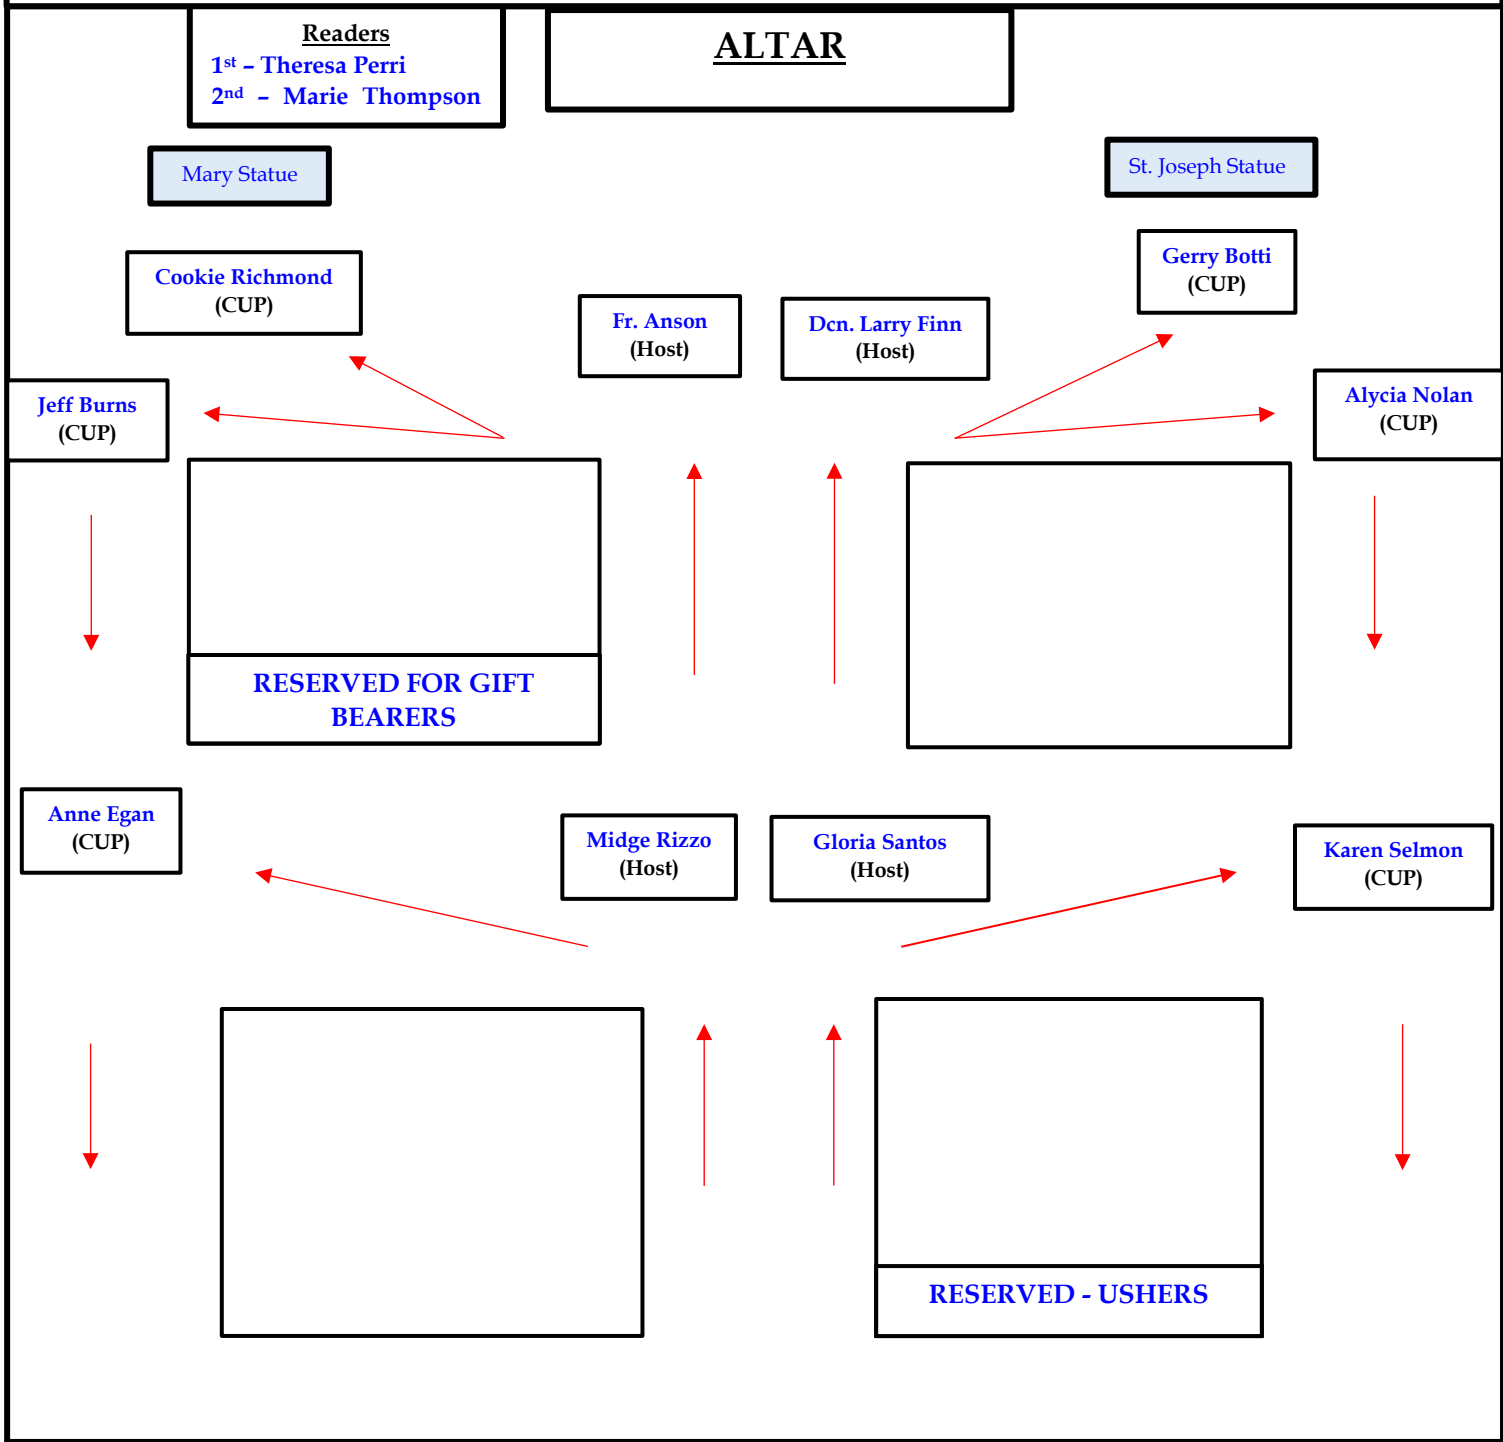 Readers
1st – Theresa Perri
2nd – Marie Thompson
ALTAR
Mary Statue
St. Joseph Statue
Cookie Richmond
(CUP)
Gerry Botti
(CUP)
Fr. Anson
(Host)
Dcn. Larry Finn
(Host)
Jeff Burns
(CUP)
Alycia Nolan
(CUP)
RESERVED FOR GIFT
BEARERS
Anne Egan
(CUP)
Midge Rizzo
(Host)
Gloria Santos
(Host)
Karen Selmon
(CUP)
RESERVED - USHERS